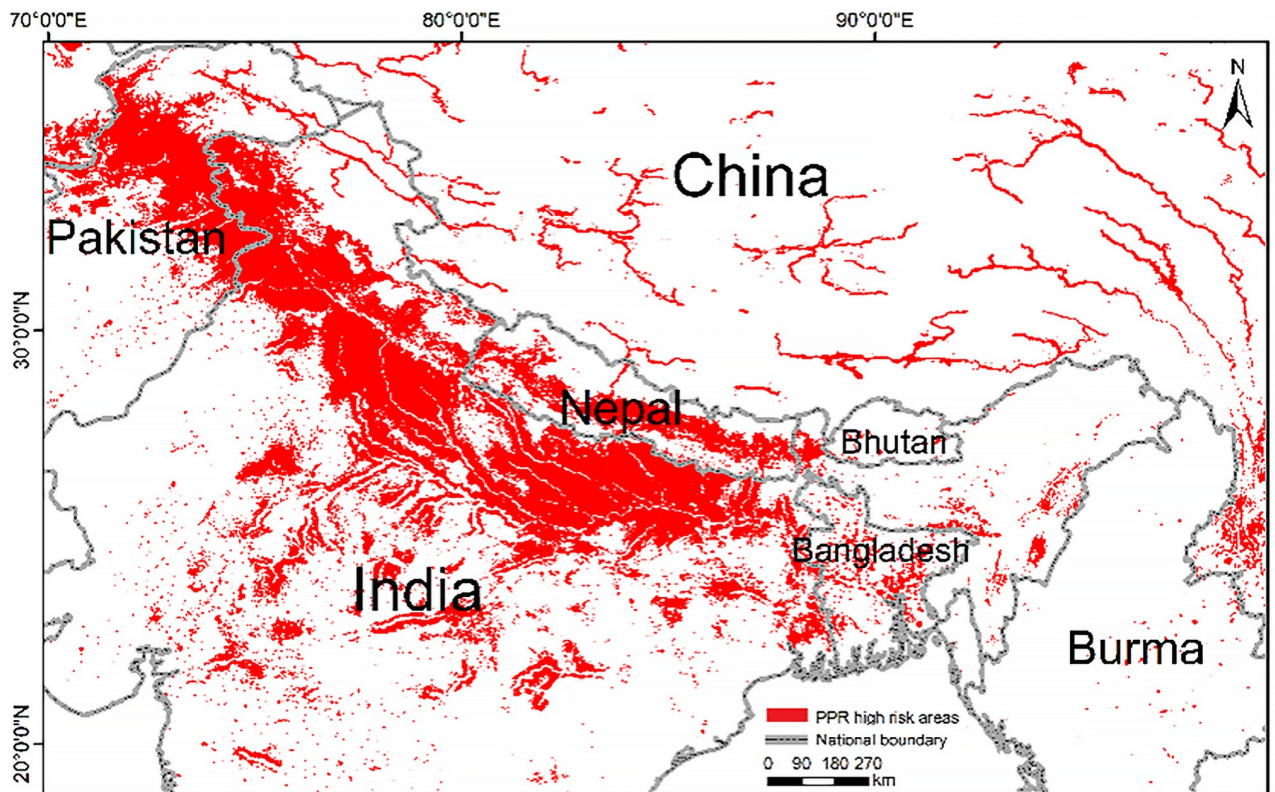 70°0'0"E
80°0'0"E
90°0'0"E
N
China
Pakistan
30°0'0"N
Nepal
Bhutan
Bangladesh
India
Burma
PPR high risk areas
National boundary
20°0'0"N
0 90 180 270
km